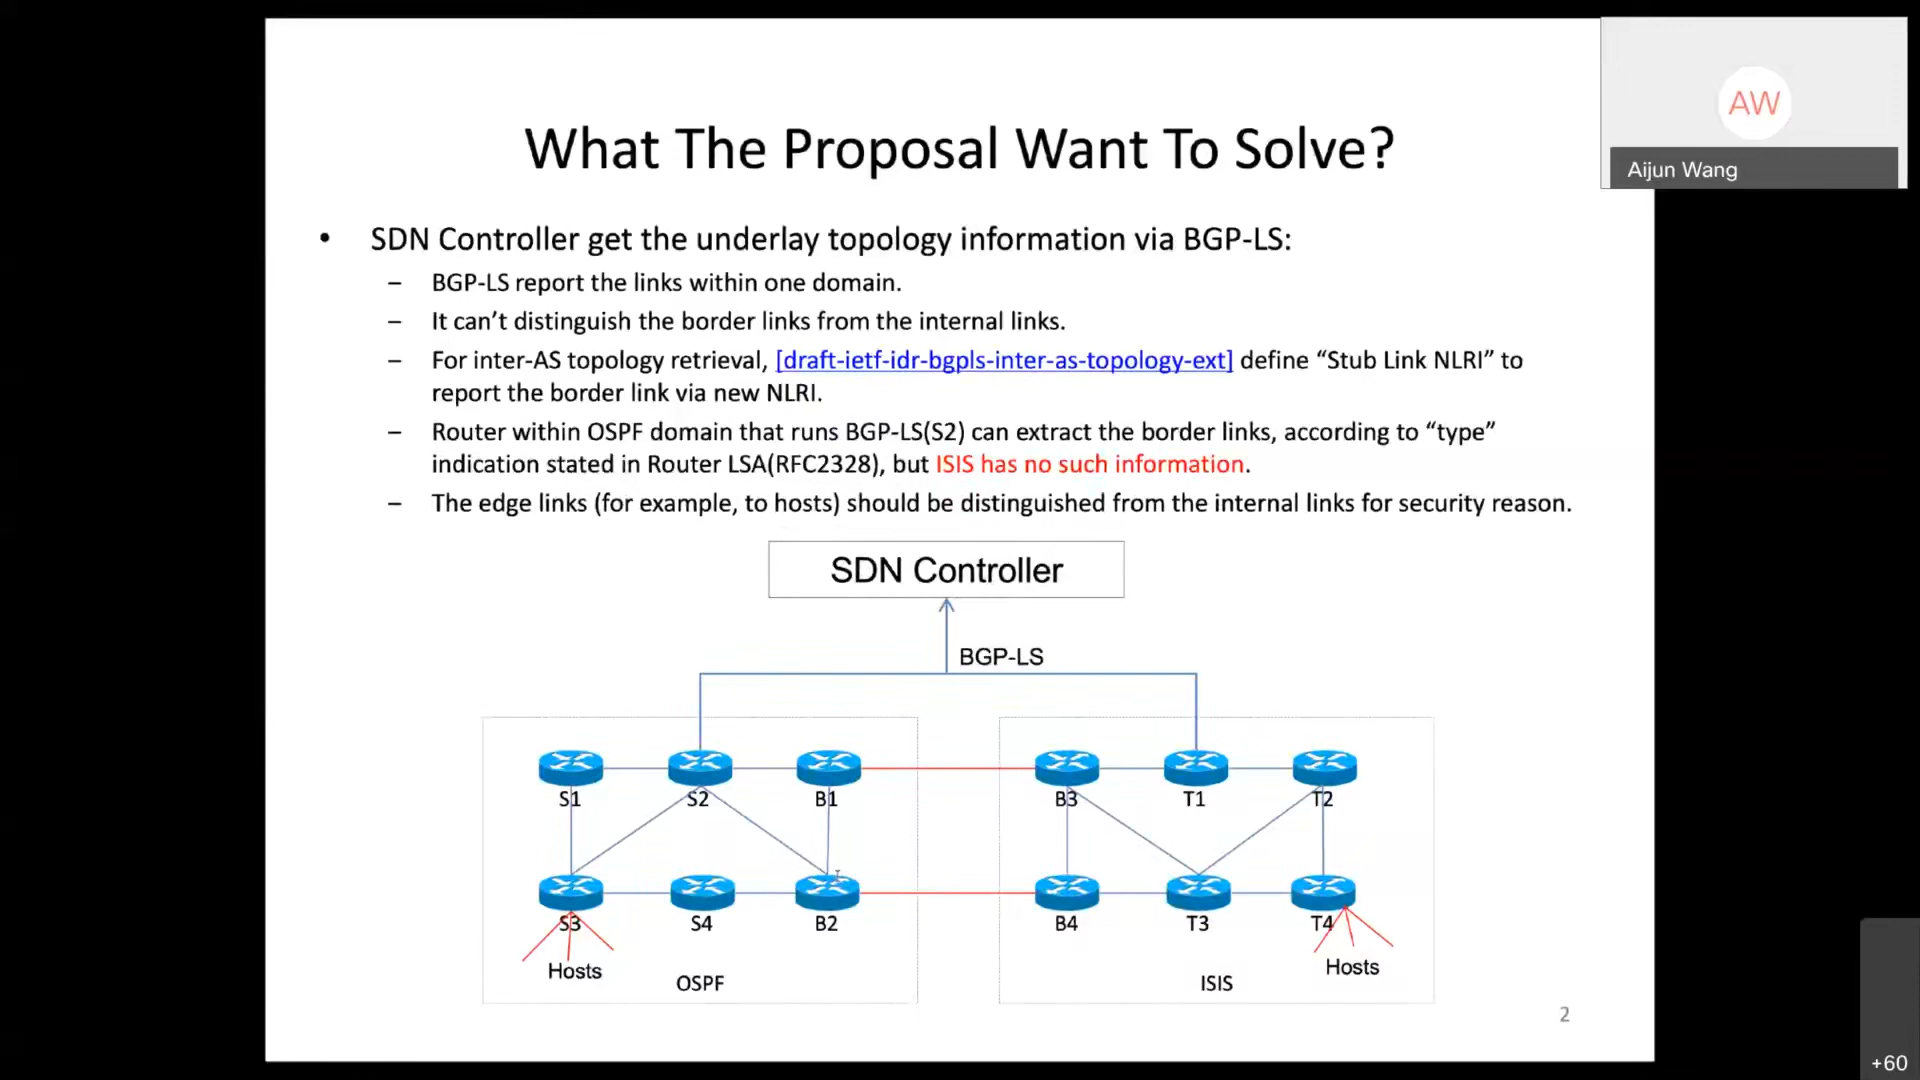 What The Proposal Want To Solve?
AW
Aijun Wang
• SDN Controller get the underlay topology information via BGP-LS:
– BGP-LS report the links within one domain.
– It can’t distinguish the border links from the internal links.
– For inter-AS topology retrieval, [draft-ietf-idr-bgpls-inter-as-topology-ext] define “Stub Link NLRI” to
report the border link via new NLRI.
– Router within OSPF domain that runs BGP-LS(S2) can extract the border links, according to “type”
indication stated in Router LSA(RFC2328), but ISIS has no such information.
– The edge links (for example, to hosts) should be distinguished from the internal links for security reason.
SDN Controller
BGP-LS
S1 S2 B1 B3 T1 T2
S3 S4 B2 B4 T3 T4
Hosts Hosts
OSPF ISIS
2
+60